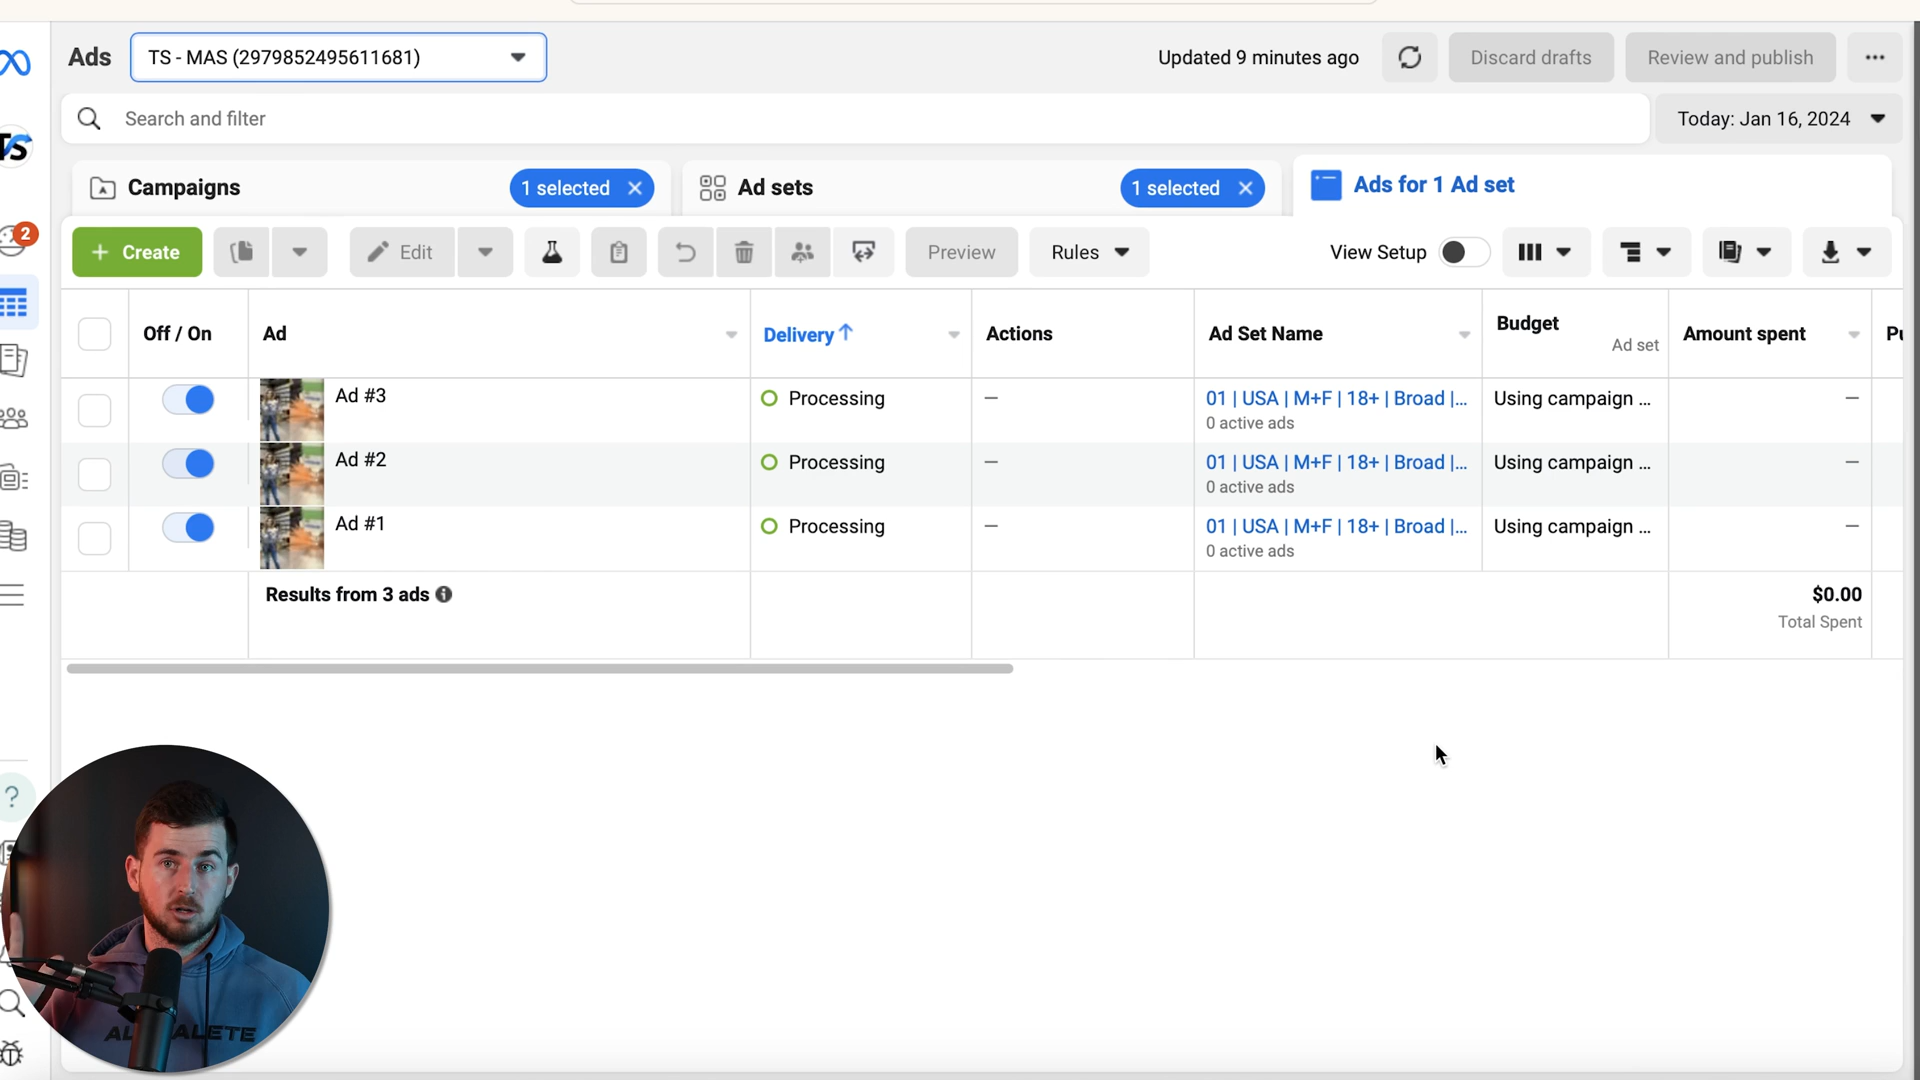 Ads
TS - MAS (2979852495611681)
Updated 9 minutes ago
Discard drafts
Review and publish
TS
Search and filter
Today: Jan 16, 2024
Campaigns
1 selected
Ad sets
1 selected
Ads for 1 Ad set
2
+ Create
Edit
Preview
Rules
View Setup
Off / On
Ad
Delivery ↑
Actions
Ad Set Name
Budget
Ad set
Amount spent
Pu
Ad #3
Processing
—
01 | USA | M+F | 18+ | Broad |...
0 active ads
Using campaign ...
—
Ad #2
Processing
—
01 | USA | M+F | 18+ | Broad |...
0 active ads
Using campaign ...
—
Ad #1
Processing
—
01 | USA | M+F | 18+ | Broad |...
0 active ads
Using campaign ...
—
Results from 3 ads
$0.00
Total Spent
?